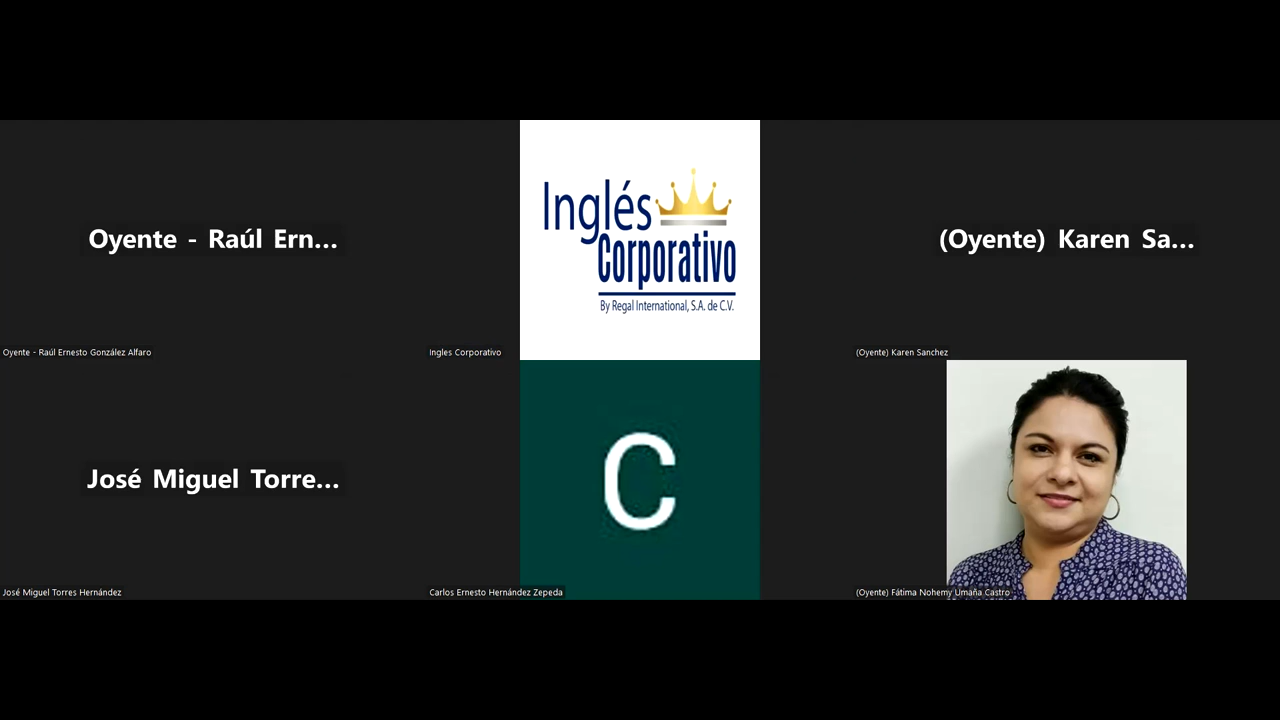 Oyente - Raúl Ern...
Oyente - Raúl Ernesto González Alfaro
Inglés
Corporativo
By Regal International, S.A. de C.V.
Ingles Corporativo
(Oyente) Karen Sa...
(Oyente) Karen Sanchez
José Miguel Torre...
José Miguel Torres Hernández
C
Carlos Ernesto Hernández Zepeda
(Oyente) Fátima Nohemy Umaña Castro